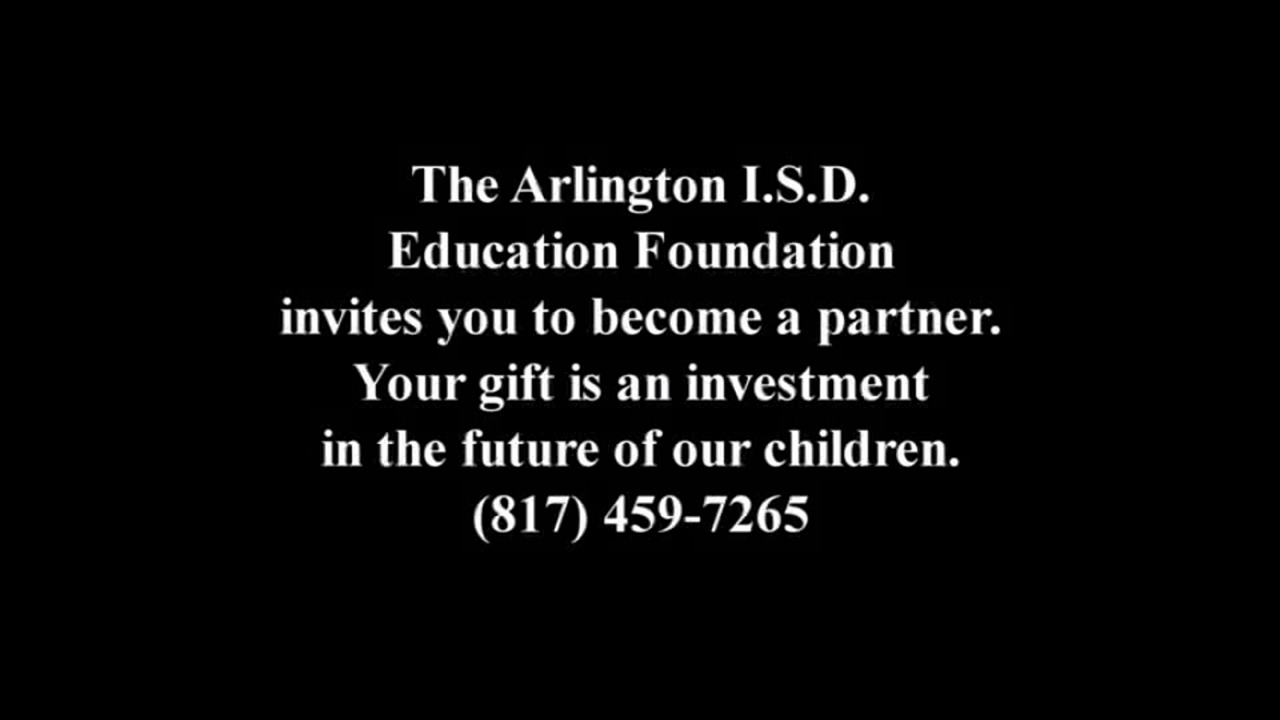 The Arlington I.S.D.
Education Foundation
invites you to become a partner.
Your gift is an investment
in the future of our children.
(817) 459-7265